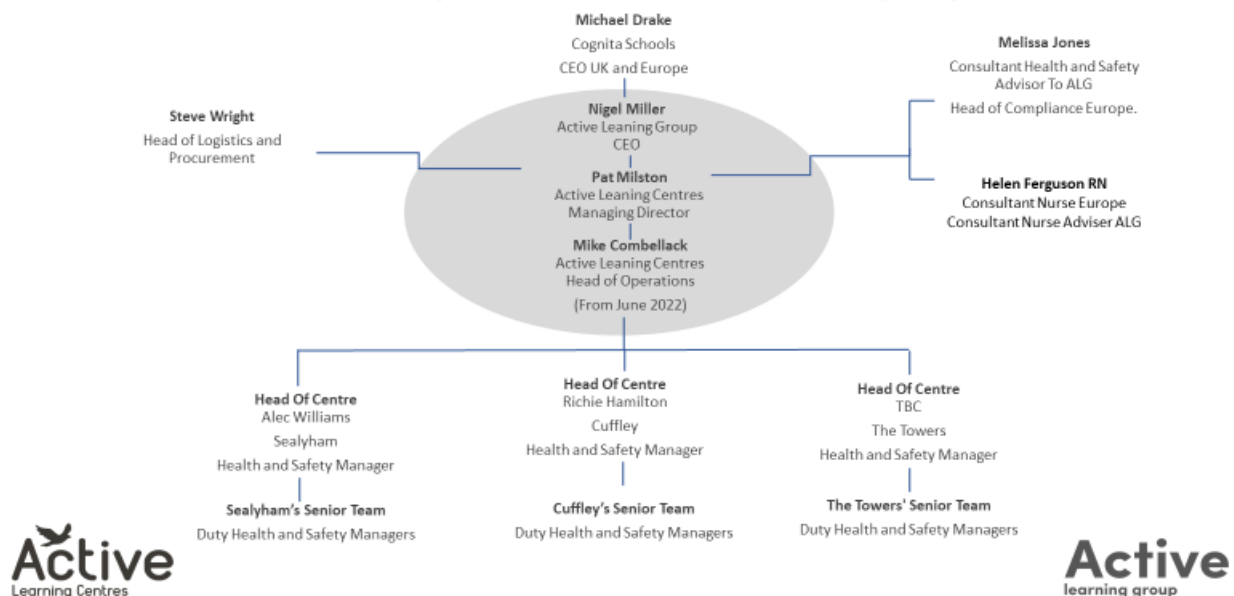 Michael Drake
Cognita Schools
CEO UK and Europe
Melissa Jones
Consultant Health and Safety
Advisor To ALG
Head of Compliance Europe.
Steve Wright
Head of Logistics and
Procurement
Nigel Miller
Active Leaning Group
CEO
Pat Milston
Active Leaning Centres
Managing Director
Helen Ferguson RN
Consultant Nurse Europe
Consultant Nurse Adviser ALG
Mike Combellack
Active Leaning Centres
Head of Operations
(From June 2022)
Head Of Centre
Alec Williams
Sealyham
Health and Safety Manager
Sealyham's Senior Team
Duty Health and Safety Managers
Head Of Centre
Richie Hamilton
Cuffley
Health and Safety Manager
Cuffley's Senior Team
Duty Health and Safety Managers
Head Of Centre
TBC
The Towers
Health and Safety Manager
The Towers' Senior Team
Duty Health and Safety Managers
Active
Learning Centres
Active
learning group